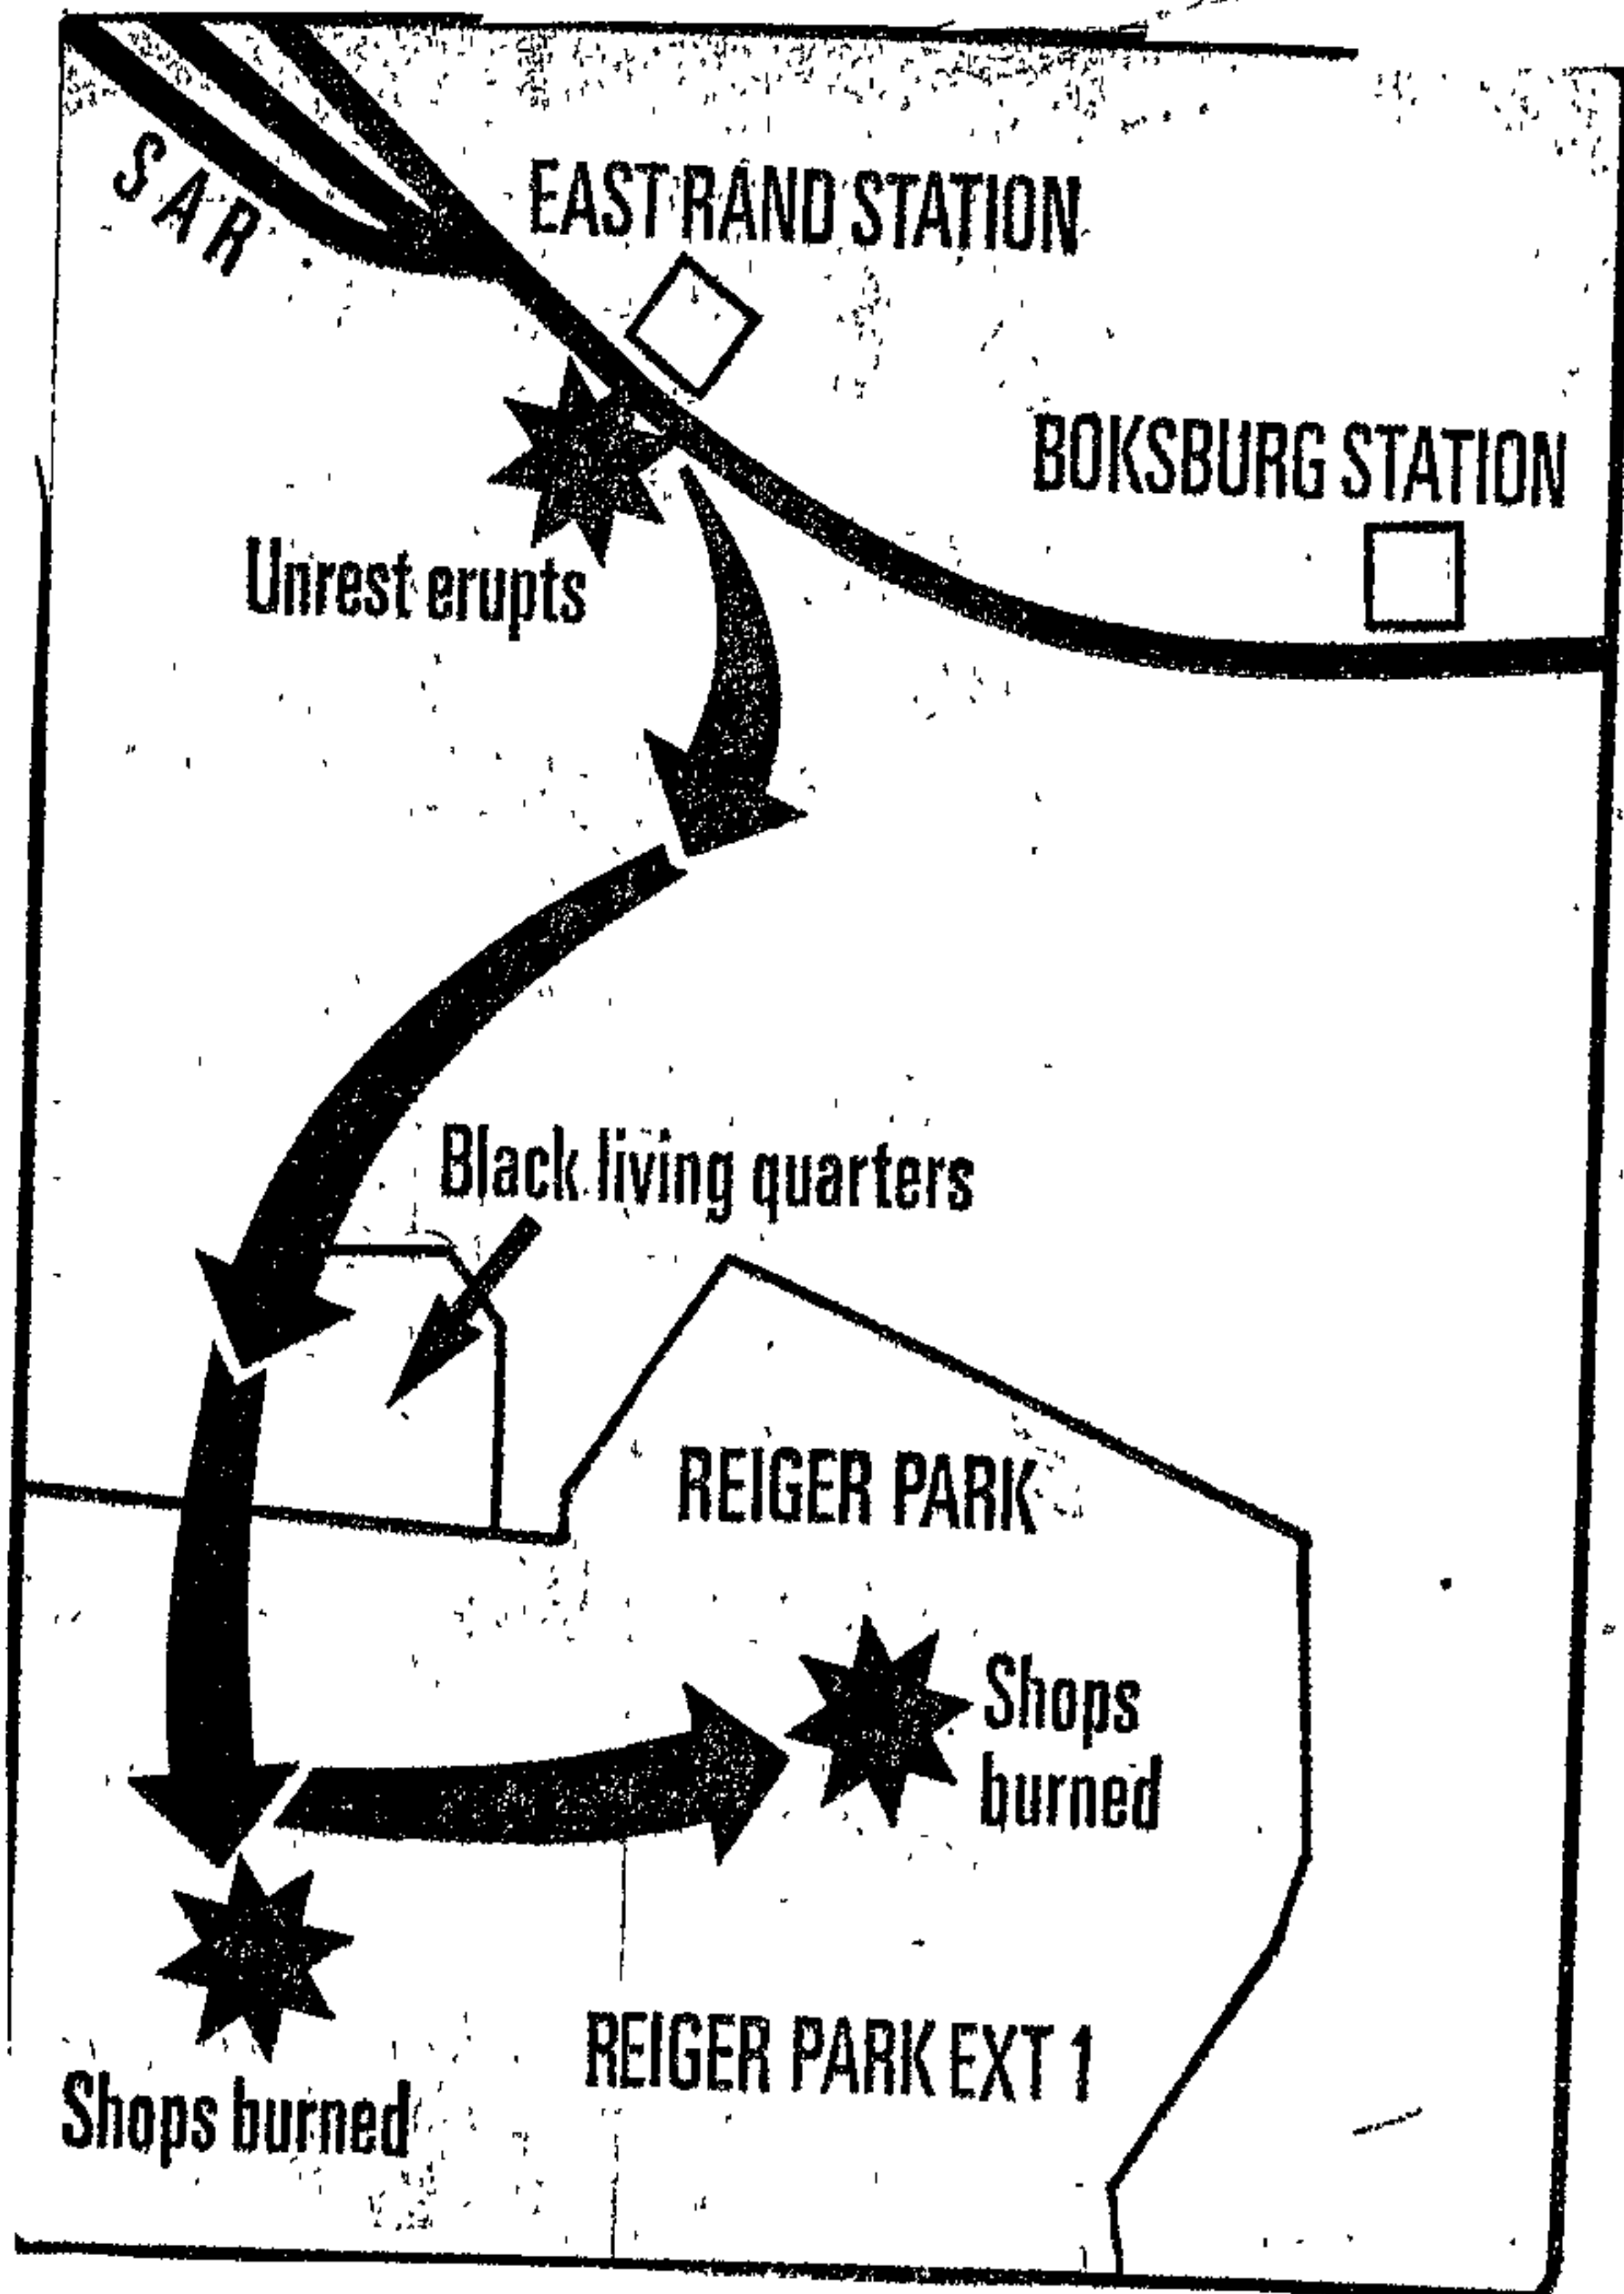 SAR
EAST RAND STATION
BOKSBURG STATION
Unrest erupts
Black living quarters
REIGER PARK
Shops
burned
REIGER PARK EXT 1
Shops burned